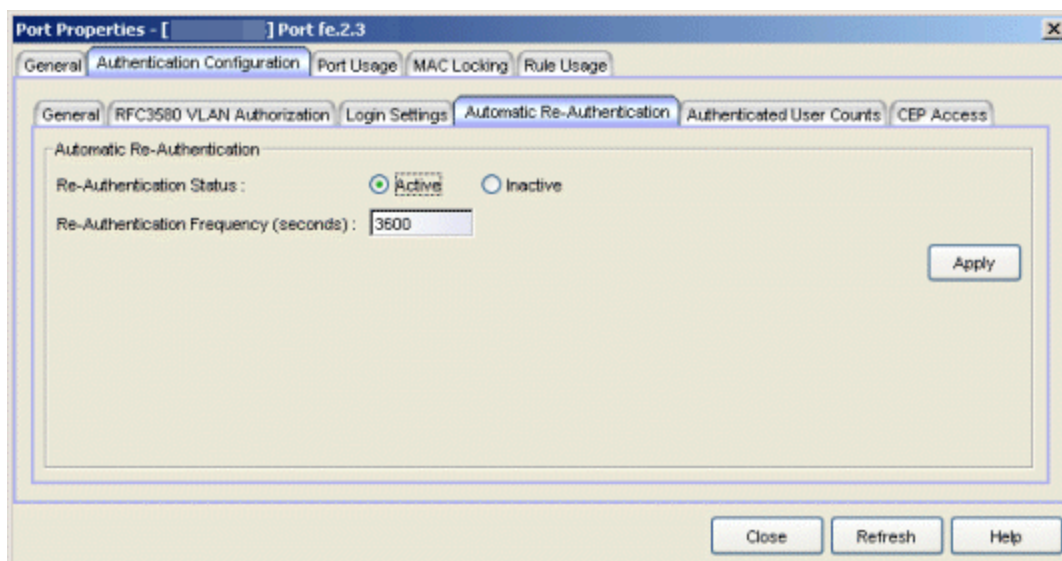 Port Properties - [ ] Port fe.2.3
General Authentication Configuration Port Usage MAC Locking Rule Usage
General RFC3580 VLAN Authorization Login Settings Automatic Re-Authentication Authenticated User Counts CEP Access
Automatic Re-Authentication
Re-Authentication Status : Active Inactive
Re-Authentication Frequency (seconds) : 3600
Apply
Close Refresh Help